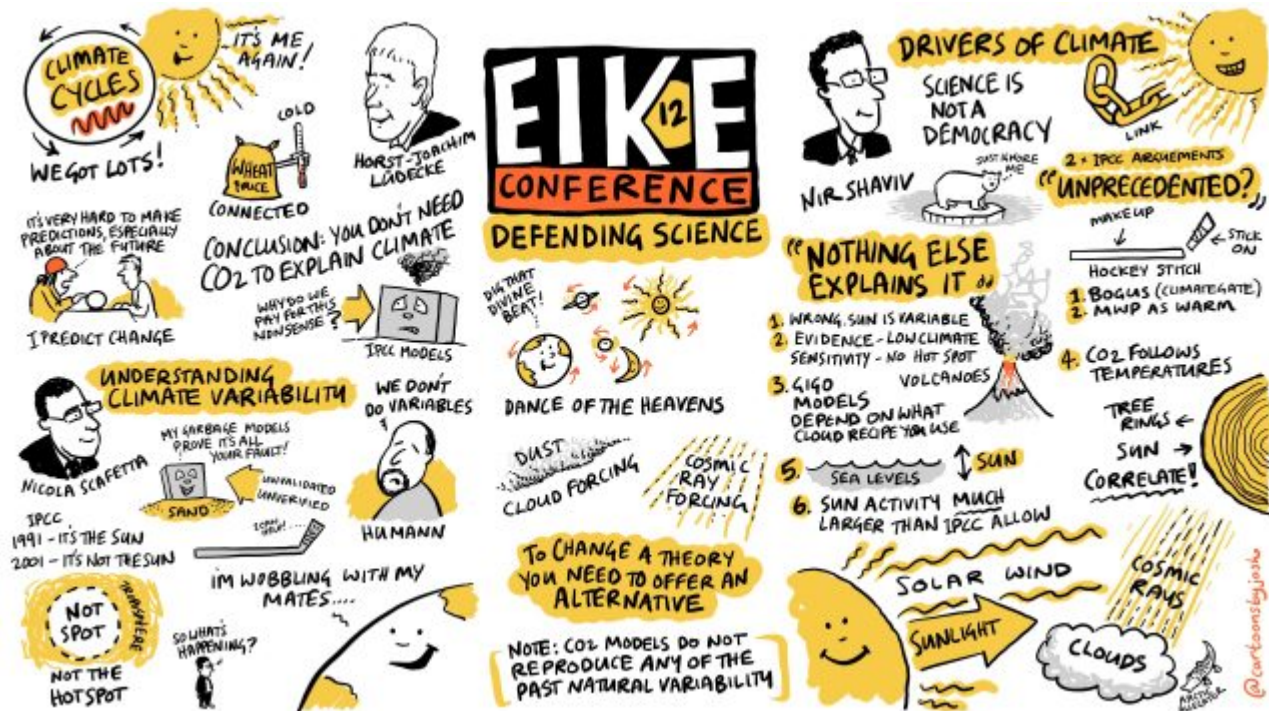 CLIMATE
CYCLES
IT'S ME
AGAIN!
WE GOT LOTS!
COLD
WHEAT
PRICE
CONNECTED
HORST-JOACHIM
LÜDECKE
IT'S VERY HARD TO MAKE
PREDICTIONS, ESPECIALLY
ABOUT THE FUTURE
I PREDICT CHANGE
CONCLUSION: YOU DON'T NEED
CO2 TO EXPLAIN CLIMATE
WHY DO WE
PAY FOR THIS
NONSENSE?
IPCC MODELS
UNDERSTANDING
CLIMATE VARIABILITY
NICOLA SCAFETTA
MY GARBAGE MODELS
PROVE IT'S ALL
YOUR FAULT!
SAND
UNVALIDATED
UNVERIFIED
WE DON'T
DO VARIABLES
HUMANN
IPCC
1991 - IT'S THE SUN
2001 - IT'S NOT THE SUN
I'M WOBBLING WITH MY
MATES....
NOT
SPOT
NOT THE
HOTSPOT
SO WHAT'S
HAPPENING?
EIKE
12
CONFERENCE
DEFENDING SCIENCE
DIG THAT
DIVINE
BEAT!
DANCE OF THE HEAVENS
DUST
CLOUD FORCING
COSMIC
RAY
FORCING
TO CHANGE A THEORY
YOU NEED TO OFFER AN
ALTERNATIVE
NOTE: CO2 MODELS DO NOT
REPRODUCE ANY OF THE
PAST NATURAL VARIABILITY
DRIVERS OF CLIMATE
NIR SHAVIV
SCIENCE IS
NOT A
DEMOCRACY
LINK
JUST IGNORE
ME
2 x IPCC ARGUEMENTS
"UNPRECEDENTED?"
MAKEUP
STICK
ON
HOCKEY STITCH
1. BOGUS (CLIMATEGATE)
2. MWP AS WARM
"NOTHING ELSE
EXPLAINS IT"
1. WRONG. SUN IS VARIABLE
2. EVIDENCE - LOW CLIMATE
SENSITIVITY - NO HOT SPOT
VOLCANOES
3. GIGO
MODELS
DEPEND ON WHAT
CLOUD RECIPE YOU USE
4. CO2 FOLLOWS
TEMPERATURES
TREE
RINGS
SUN
CORRELATE!
5. SEA LEVELS
SUN
6. SUN ACTIVITY MUCH
LARGER THAN IPCC ALLOW
SOLAR WIND
SUNLIGHT
COSMIC
RAYS
CLOUDS
@cartoonsbyjosh